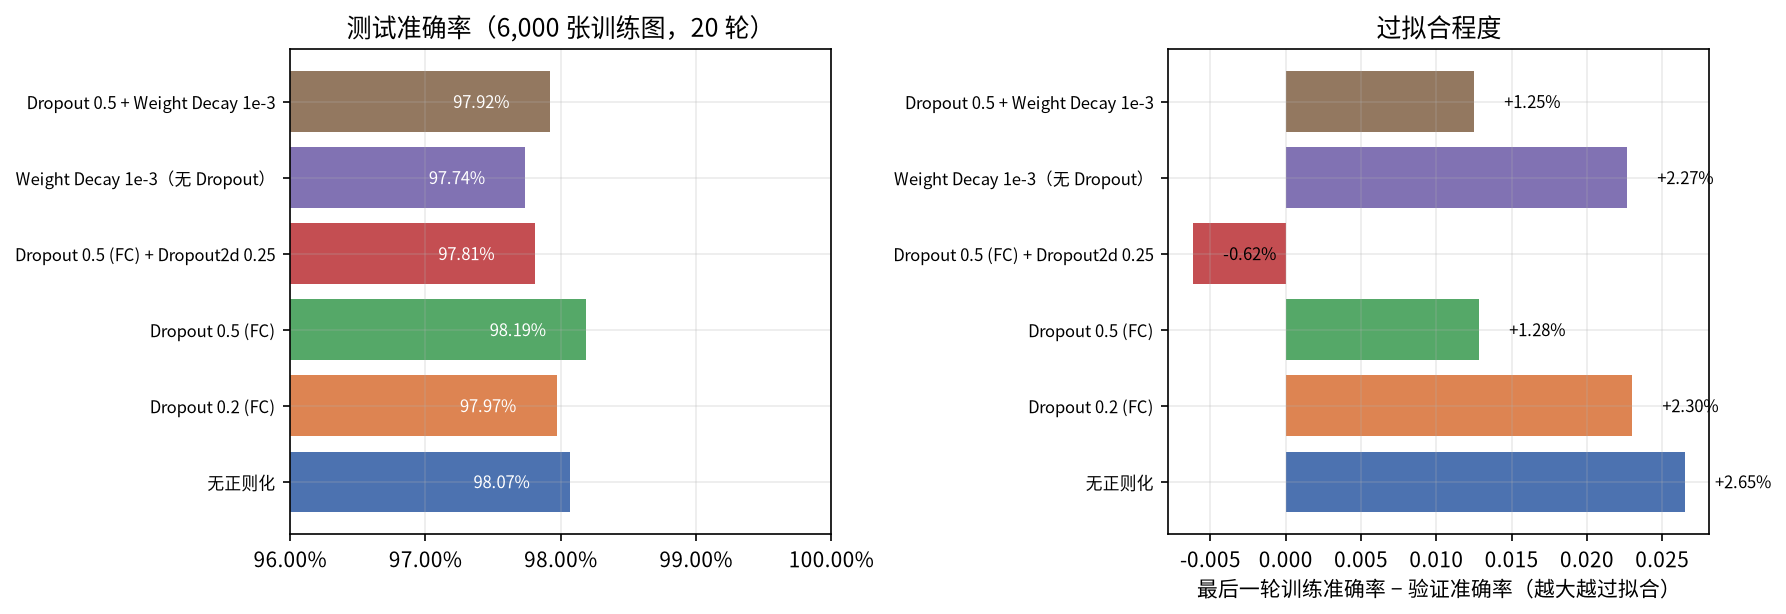 测试准确率（6,000 张训练图，20 轮）
Dropout 0.5 + Weight Decay 1e-3
97.92%
Weight Decay 1e-3（无 Dropout）
97.74%
Dropout 0.5 (FC) + Dropout2d 0.25
97.81%
Dropout 0.5 (FC)
98.19%
Dropout 0.2 (FC)
97.97%
无正则化
98.07%
96.00% 97.00% 98.00% 99.00% 100.00%
过拟合程度
Dropout 0.5 + Weight Decay 1e-3
+1.25%
Weight Decay 1e-3（无 Dropout）
+2.27%
Dropout 0.5 (FC) + Dropout2d 0.25
-0.62%
Dropout 0.5 (FC)
+1.28%
Dropout 0.2 (FC)
+2.30%
无正则化
+2.65%
-0.005 0.000 0.005 0.010 0.015 0.020 0.025
最后一轮训练准确率 − 验证准确率（越大越过拟合）